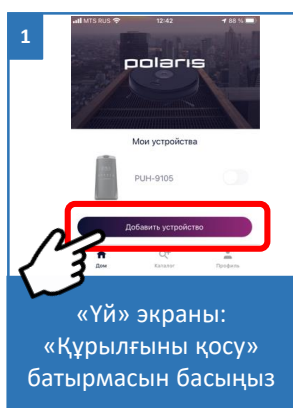 1
MTS RUS 12:42 88 %
polaris
Мои устройства
PUH-9105
Добавить устройство
Дом Каталог Профиль
«Үй» экраны:
«Құрылғыны қосу»
батырмасын басыңыз